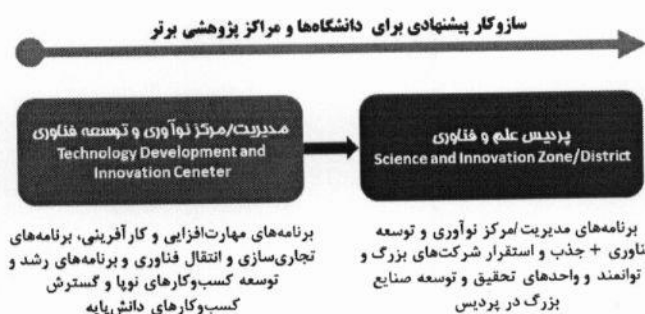 سازوکار پیشنهادی برای دانشگاه‌ها و مراکز پژوهشی برتر
مدیریت/مرکز نوآوری و توسعه فناوری
Technology Development and
Innovation Ceneter
پردیس علم و فناوری
Science and Innovation Zone/District
برنامه‌های مهارت‌افزایی و کارآفرینی، برنامه‌های
تجاری‌سازی و انتقال فناوری و برنامه‌های رشد و
توسعه کسب‌وکارهای نوپا و گسترش
کسب‌وکارهای دانش‌پایه
برنامه‌های مدیریت/مرکز نوآوری و توسعه
فناوری + جذب و استقرار شرکت‌های بزرگ و
توانمند و واحدهای تحقیق و توسعه صنایع
بزرگ در پردیس